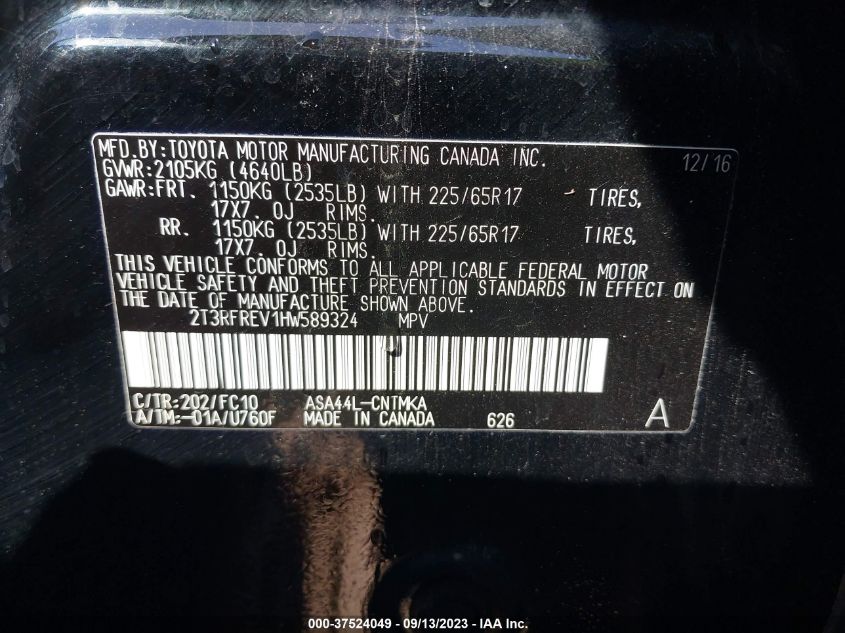 MFD.BY:TOYOTA MOTOR MANUFACTURING CANADA INC. 12/16
GVWR:2105KG (4640LB)
GAWR:FRT. 1150KG (2535LB) WITH 225/65R17 TIRES,
17X7.0J RIMS.
RR. 1150KG (2535LB) WITH 225/65R17 TIRES,
17X7.0J RIMS.
THIS VEHICLE CONFORMS TO ALL APPLICABLE FEDERAL MOTOR
VEHICLE SAFETY AND THEFT PREVENTION STANDARDS IN EFFECT ON
THE DATE OF MANUFACTURE SHOWN ABOVE.
2T3RFREV1HW589324 MPV
C/TR:202/FC10 ASA44L-CNTMKA
A/TM:-01A/U760F MADE IN CANADA 626 A
000-37524049 - 09/13/2023 - IAA Inc.